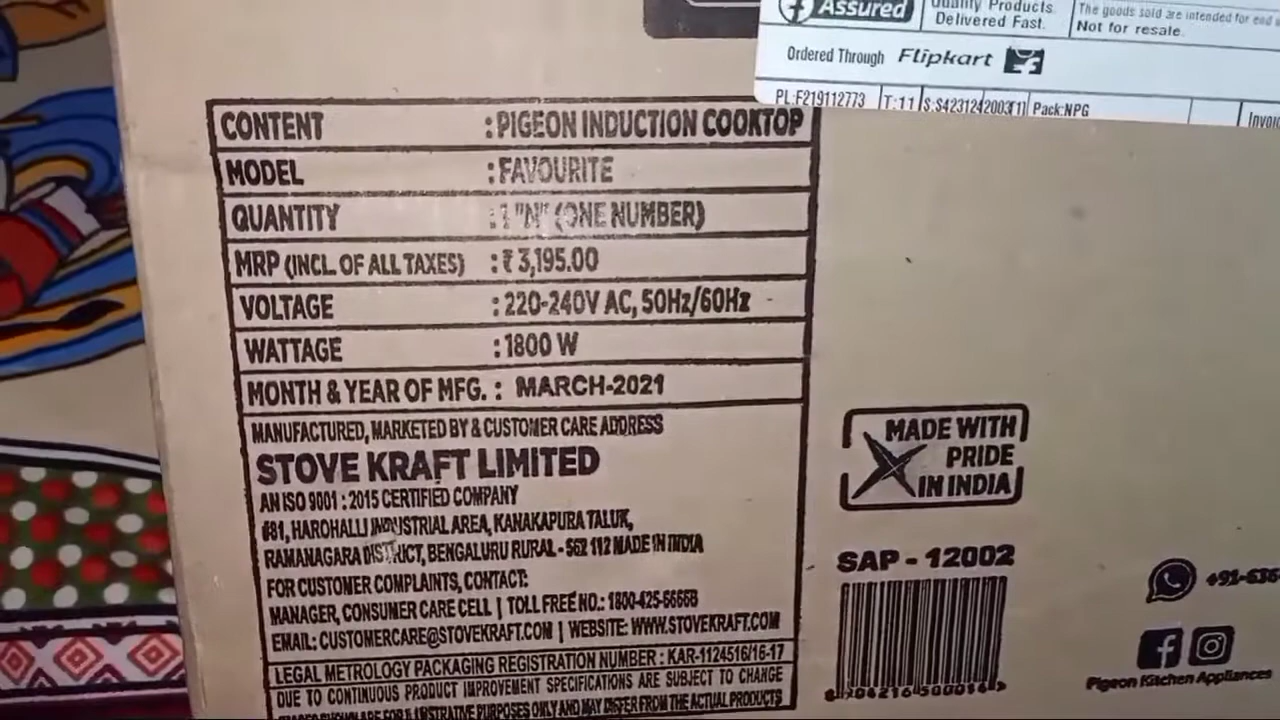 Assured
Quality Products.
Delivered Fast.
The goods sold are intended for end
Not for resale.
Ordered Through Flipkart
PL:F219112773 T:11 Pack:NPG
CONTENT : PIGEON INDUCTION COOKTOP
MODEL : FAVOURITE
QUANTITY : 1 "N" (ONE NUMBER)
MRP (INCL. OF ALL TAXES) : ₹ 3,195.00
VOLTAGE : 220-240V AC, 50Hz/60Hz
WATTAGE : 1800 W
MONTH & YEAR OF MFG. : MARCH-2021
MANUFACTURED, MARKETED BY & CUSTOMER CARE ADDRESS
STOVE KRAFT LIMITED
AN ISO 9001 : 2015 CERTIFIED COMPANY
#81, HAROHALLI INDUSTRIAL AREA, KANAKAPURA TALUK,
RAMANAGARA DISTRICT, BENGALURU RURAL - 562 112 MADE IN INDIA
FOR CUSTOMER COMPLAINTS, CONTACT:
MANAGER, CONSUMER CARE CELL | TOLL FREE NO.:
EMAIL: CUSTOMERCARE@STOVEKRAFT.COM | WEBSITE: WWW.STOVEKRAFT.COM
LEGAL METROLOGY PACKAGING REGISTRATION NUMBER : KAR-1124516/16-17
DUE TO CONTINUOUS PRODUCT IMPROVEMENT SPECIFICATIONS ARE SUBJECT TO CHANGE
PURPOSES ONLY AND MAY DIFFER FROM THE ACTUAL PRODUCTS
MADE WITH
PRIDE
IN INDIA
SAP - 12002
+91-636
Pigeon Kitchen Appliances